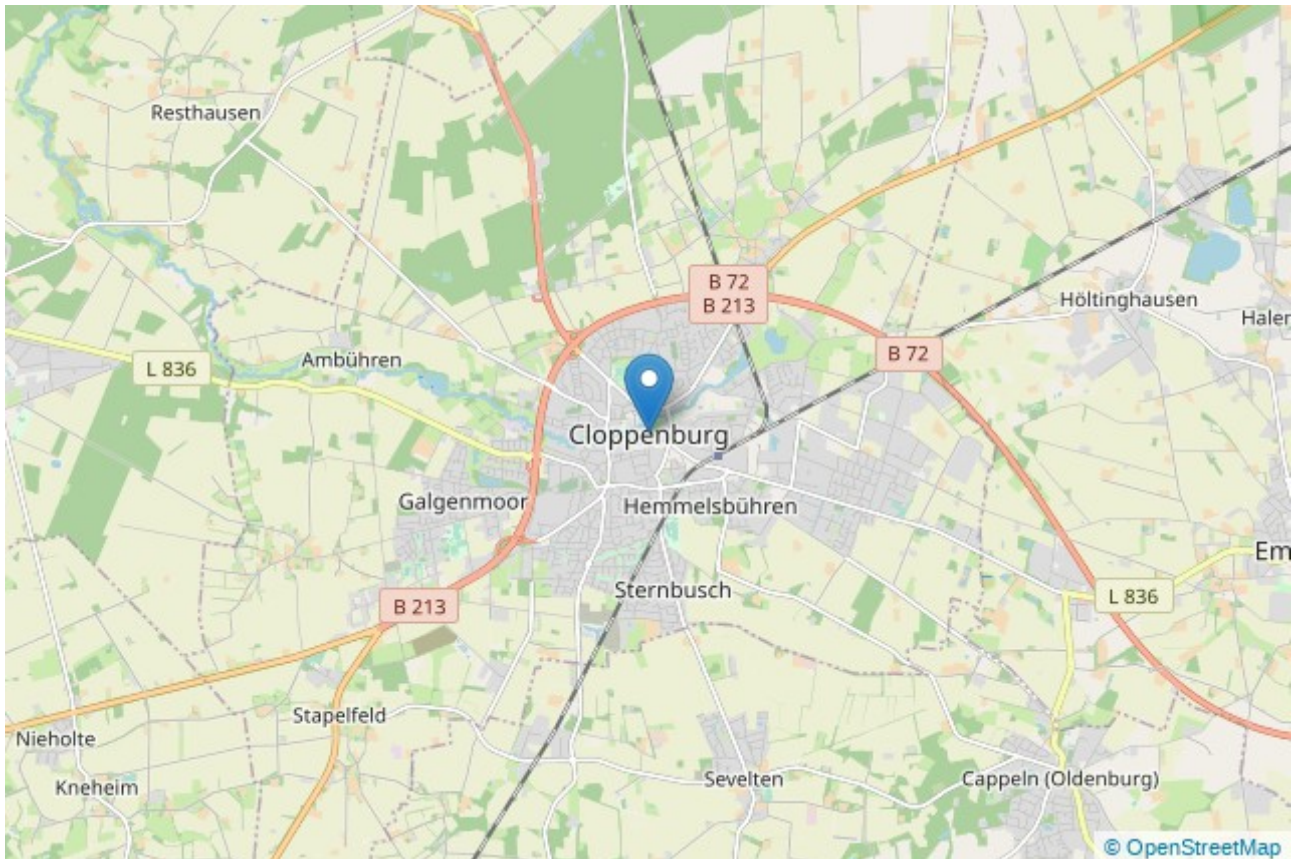 Resthausen
B 72
B 213
Höltinghausen
Haler
Ambühren
L 836
B 72
Cloppenburg
Galgenmoor
Hemmelsbühren
Em
Sternbusch
B 213
L 836
Stapelfeld
Nieholte
Kneheim
Sevelten
Cappeln (Oldenburg)
© OpenStreetMap